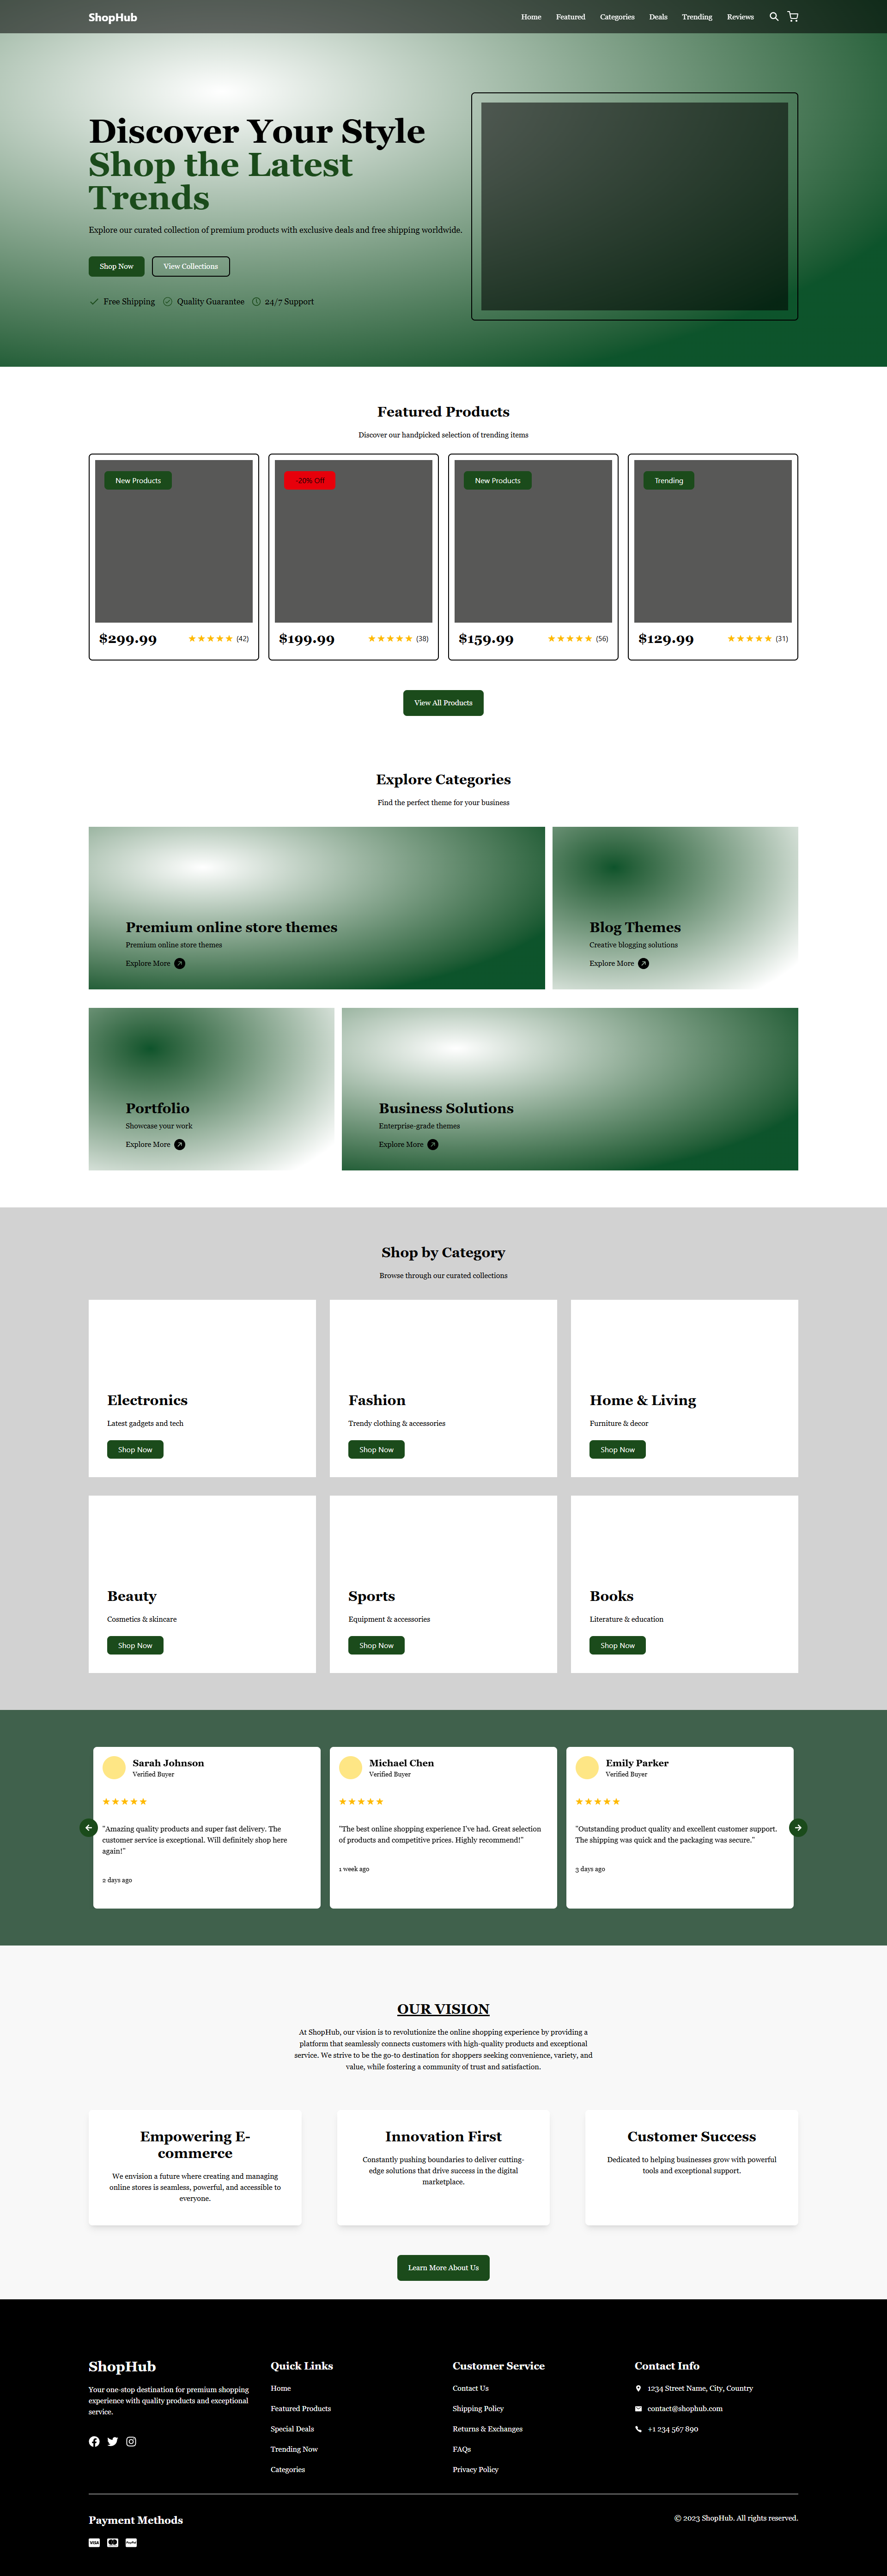 ShopHub
Home Featured Categories Deals Trending Reviews
Discover Your Style
Shop the Latest
Trends
Explore our curated collection of premium products with exclusive deals and free shipping worldwide.
Shop Now View Collections
Free Shipping Quality Guarantee 24/7 Support
Featured Products
Discover our handpicked selection of trending items
New Products -20% Off New Products Trending
$299.99 ★★★★★ (42) $199.99 ★★★★★ (38) $159.99 ★★★★★ (56) $129.99 ★★★★★ (31)
View All Products
Explore Categories
Find the perfect theme for your business
Premium online store themes
Premium online store themes
Explore More
Blog Themes
Creative blogging solutions
Explore More
Portfolio
Showcase your work
Explore More
Business Solutions
Enterprise-grade themes
Explore More
Shop by Category
Browse through our curated collections
Electronics
Latest gadgets and tech
Shop Now
Fashion
Trendy clothing & accessories
Shop Now
Home & Living
Furniture & decor
Shop Now
Beauty
Cosmetics & skincare
Shop Now
Sports
Equipment & accessories
Shop Now
Books
Literature & education
Shop Now
Sarah Johnson
Verified Buyer
★★★★★
"Amazing quality products and super fast delivery. The
customer service is exceptional. Will definitely shop here
again!"
2 days ago
Michael Chen
Verified Buyer
★★★★★
"The best online shopping experience I've had. Great selection
of products and competitive prices. Highly recommend!"
1 week ago
Emily Parker
Verified Buyer
★★★★★
"Outstanding product quality and excellent customer support.
The shipping was quick and the packaging was secure."
3 days ago
OUR VISION
At ShopHub, our vision is to revolutionize the online shopping experience by providing a
platform that seamlessly connects customers with high-quality products and exceptional
service. We strive to be the go-to destination for shoppers seeking convenience, variety, and
value, while fostering a community of trust and satisfaction.
Empowering E-
commerce
We envision a future where creating and managing
online stores is seamless, powerful, and accessible to
everyone.
Innovation First
Constantly pushing boundaries to deliver cutting-
edge solutions that drive success in the digital
marketplace.
Customer Success
Dedicated to helping businesses grow with powerful
tools and exceptional support.
Learn More About Us
ShopHub
Your one-stop destination for premium shopping
experience with quality products and exceptional
service.
Quick Links
Home
Featured Products
Special Deals
Trending Now
Categories
Customer Service
Contact Us
Shipping Policy
Returns & Exchanges
FAQs
Privacy Policy
Contact Info
1234 Street Name, City, Country
contact@shophub.com
+1 234 567 890
Payment Methods
VISA PayPal
© 2023 ShopHub. All rights reserved.